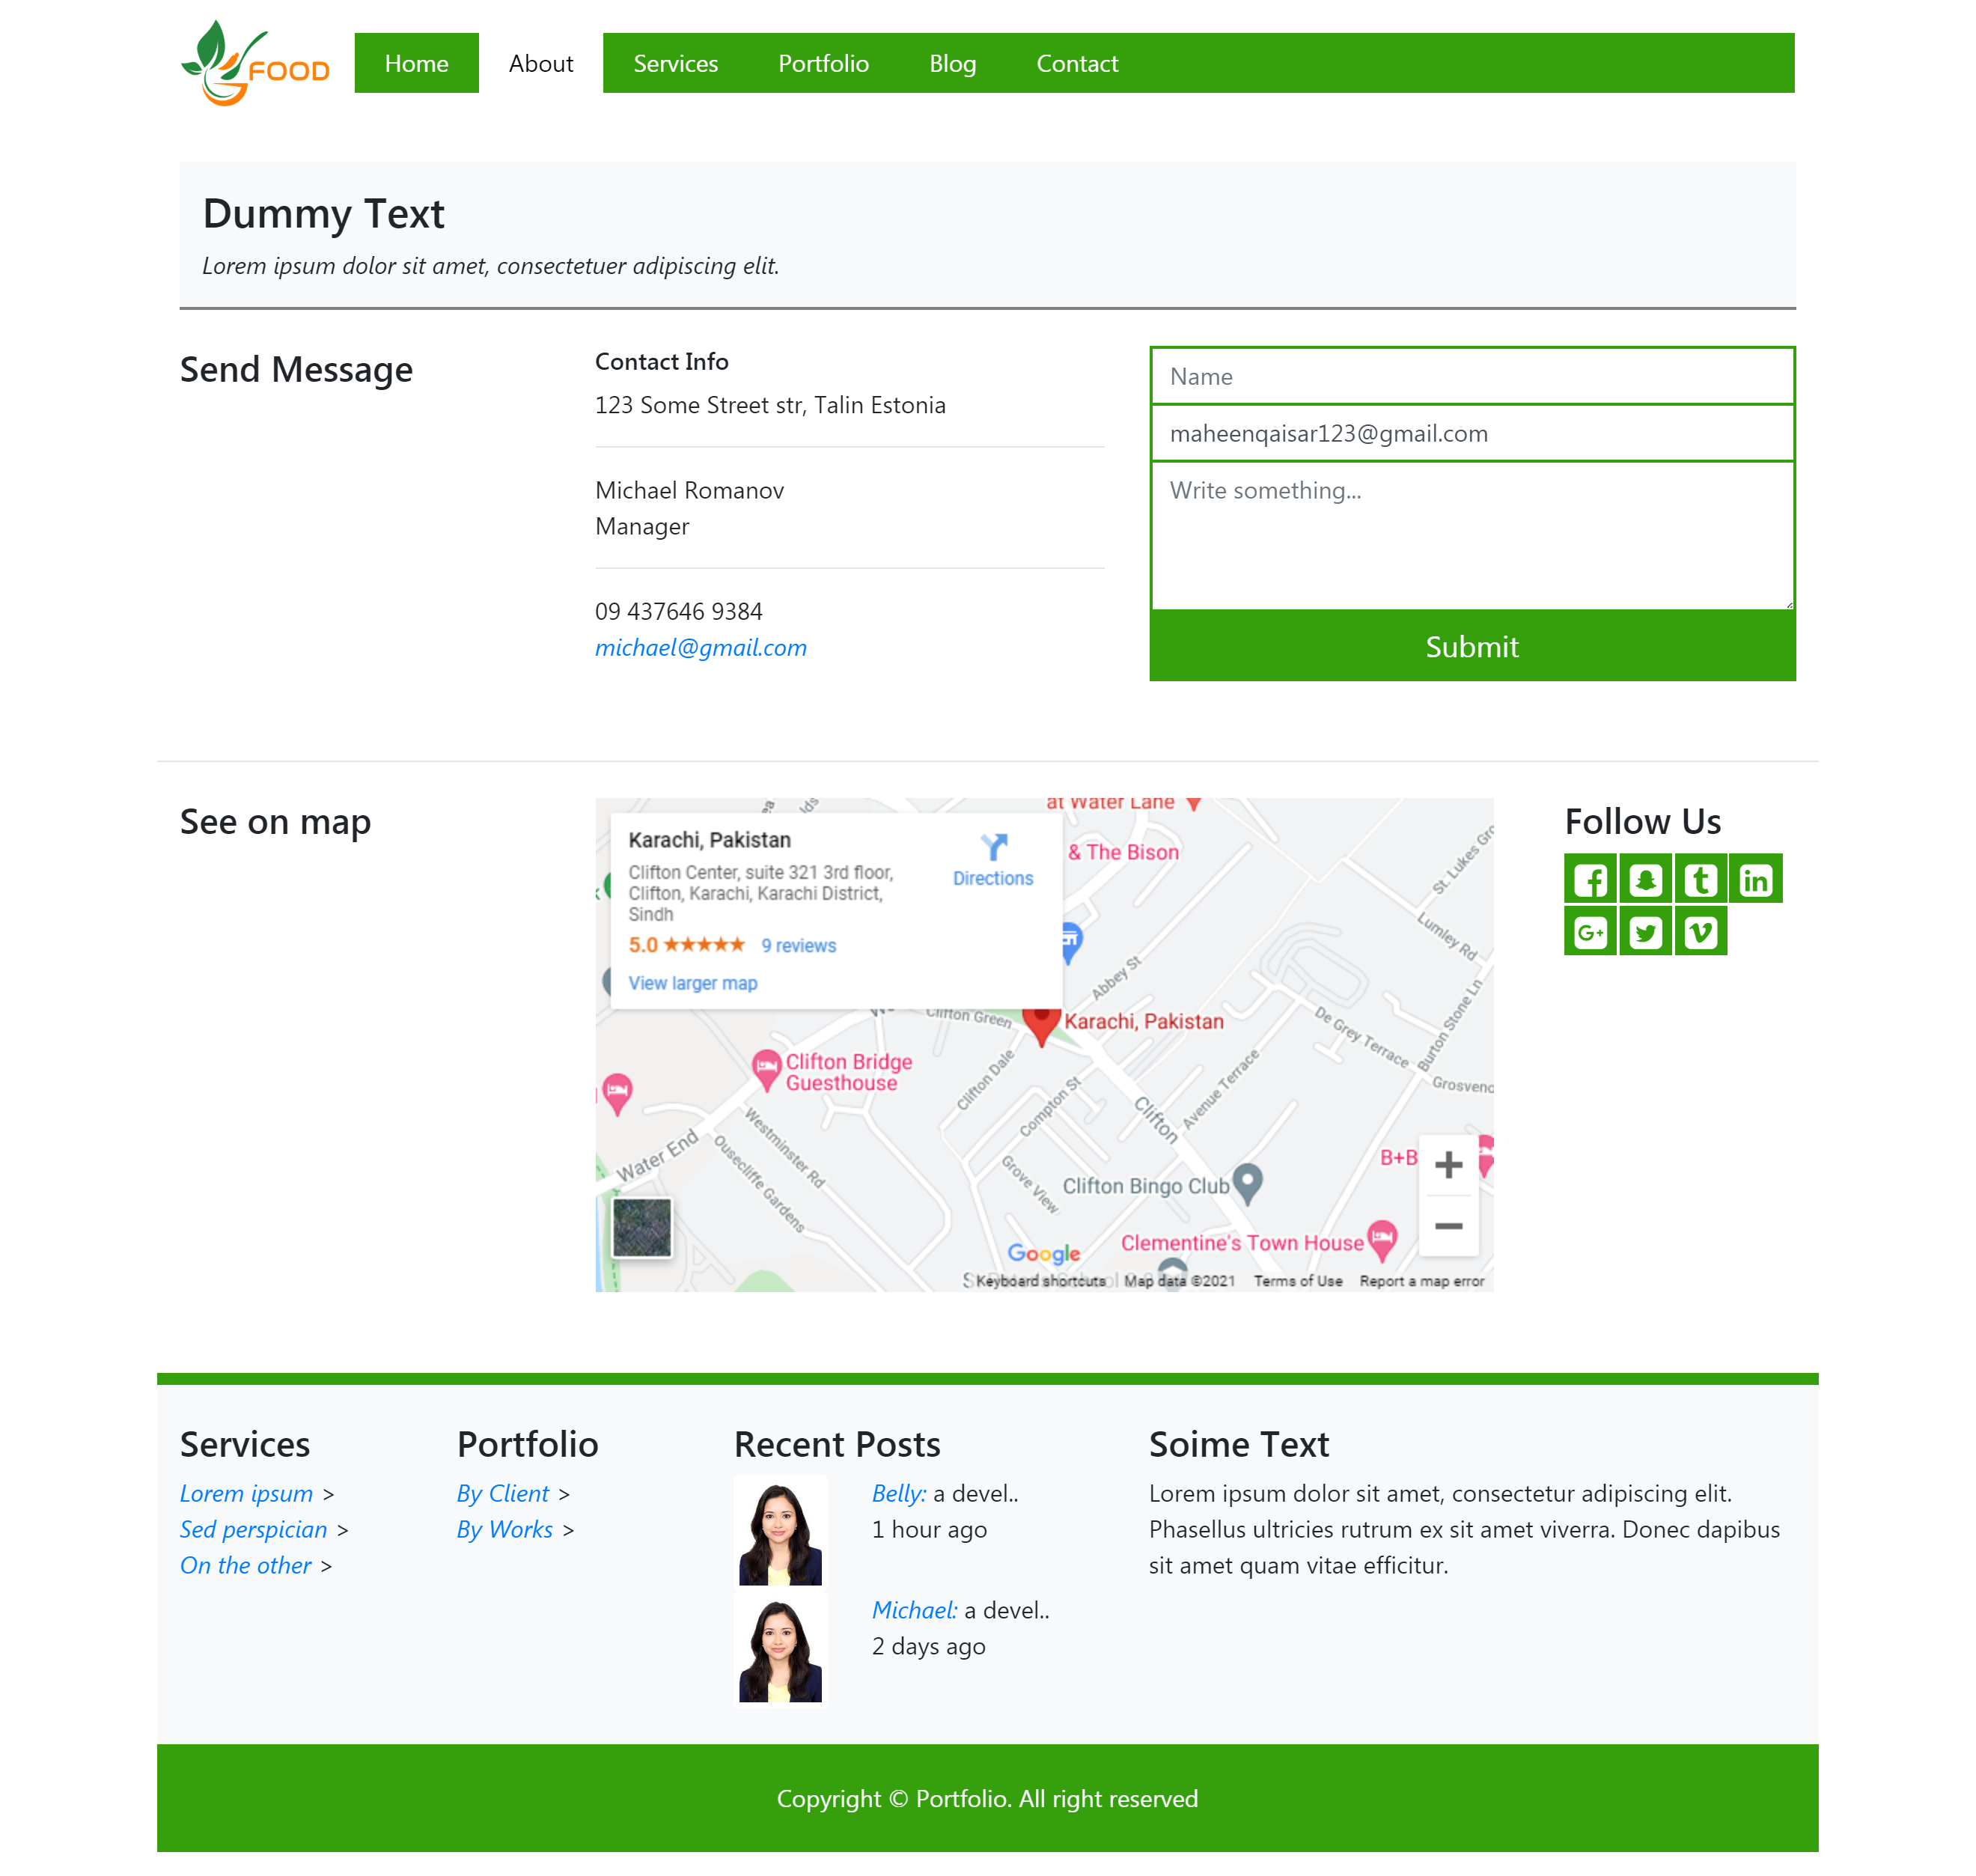 FOOD
Home
About
Services
Portfolio
Blog
Contact
Dummy Text
Lorem ipsum dolor sit amet, consectetuer adipiscing elit.
Send Message
Contact Info
123 Some Street str, Talin Estonia
Michael Romanov
Manager
09 437646 9384
michael@gmail.com
Name
maheenqaisar123@gmail.com
Write something...
Submit
See on map
at Water Lane
& The Bison
Karachi, Pakistan
Clifton Center, suite 321 3rd floor,
Clifton, Karachi, Karachi District,
Sindh
5.0 ★★★★★ 9 reviews
View larger map
Directions
St. Lukes Gro
Lumley Rd
Abbey St
Burton Stone Ln
De Grey Terrace
Grosveno
Clifton Green
Karachi, Pakistan
Clifton Bridge
Guesthouse
Clifton Dale
Compton St
Avenue Terrace
Clifton
Westminster Rd
Ousecliffe Gardens
Water End
Grove View
B+B
Clifton Bingo Club
Clementine's Town House
Google
Keyboard shortcuts Map data ©2021 Terms of Use Report a map error
Follow Us
Services
Lorem ipsum >
Sed perspician >
On the other >
Portfolio
By Client >
By Works >
Recent Posts
Belly: a devel..
1 hour ago
Michael: a devel..
2 days ago
Soime Text
Lorem ipsum dolor sit amet, consectetur adipiscing elit.
Phasellus ultricies rutrum ex sit amet viverra. Donec dapibus
sit amet quam vitae efficitur.
Copyright © Portfolio. All right reserved